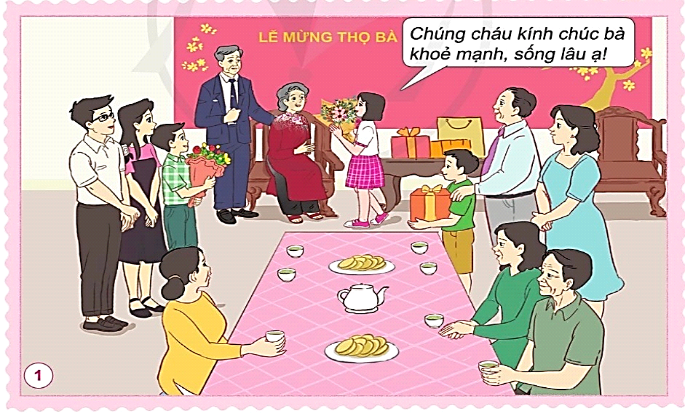 LỄ MỪNG THỌ BÀ
Chúng cháu kính chúc bà
khoẻ mạnh, sống lâu ạ!
1